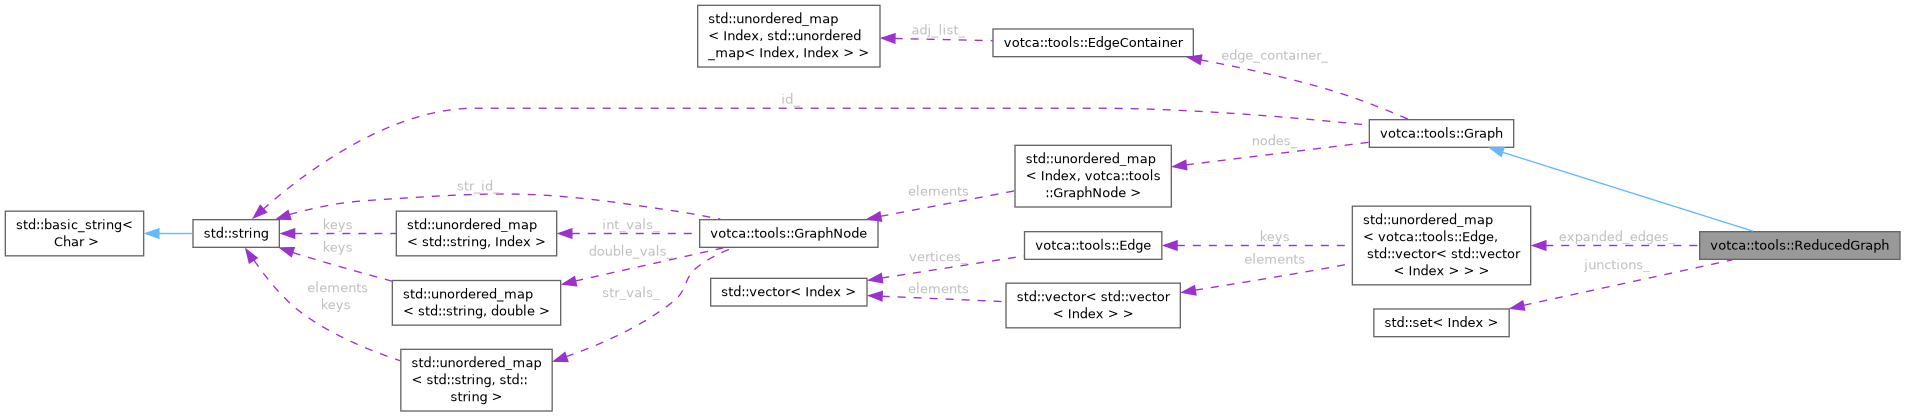 std::unordered_map
< Index, std::unordered
_map< Index, Index > >
adj_list_
votca::tools::EdgeContainer
edge_container_
id_
votca::tools::Graph
nodes_
std::unordered_map
< Index, votca::tools
::GraphNode >
elements
str_id_
std::basic_string<
Char >
std::string
keys
std::unordered_map
< std::string, Index >
int_vals_
votca::tools::GraphNode
keys
double_vals_
std::unordered_map
< std::string, double >
elements
keys
str_vals_
std::unordered_map
< std::string, std::
string >
votca::tools::Edge
vertices_
std::vector< Index >
elements
std::vector< std::vector
< Index > >
keys
elements
std::unordered_map
< votca::tools::Edge,
std::vector< std::vector
< Index > > >
expanded_edges_
votca::tools::ReducedGraph
junctions_
std::set< Index >